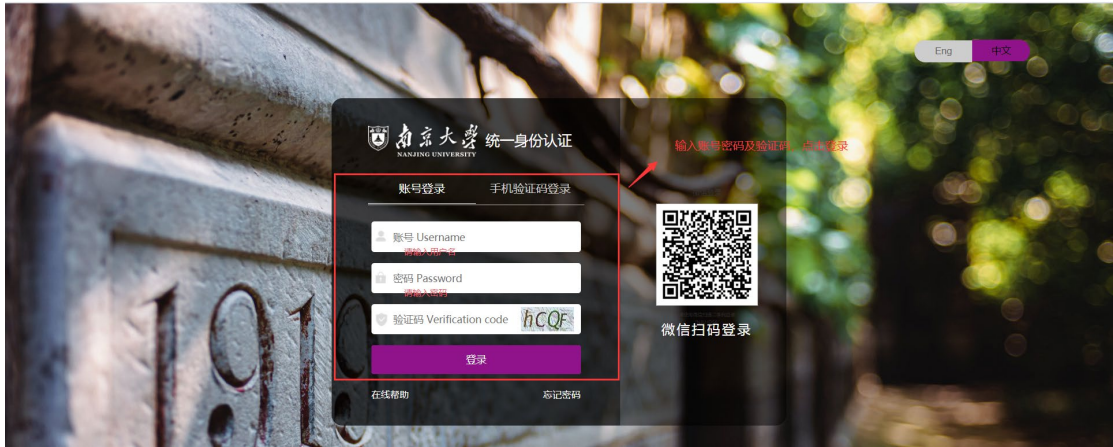 Eng 中文
南京大学 统一身份认证
NANJING UNIVERSITY
输入账号密码及验证码，点击登录
账号登录 手机验证码登录
账号 Username
请输入用户名
密码 Password
请输入密码
验证码 Verification code hCQF
登录
在线帮助 忘记密码
微信扫码登录
191